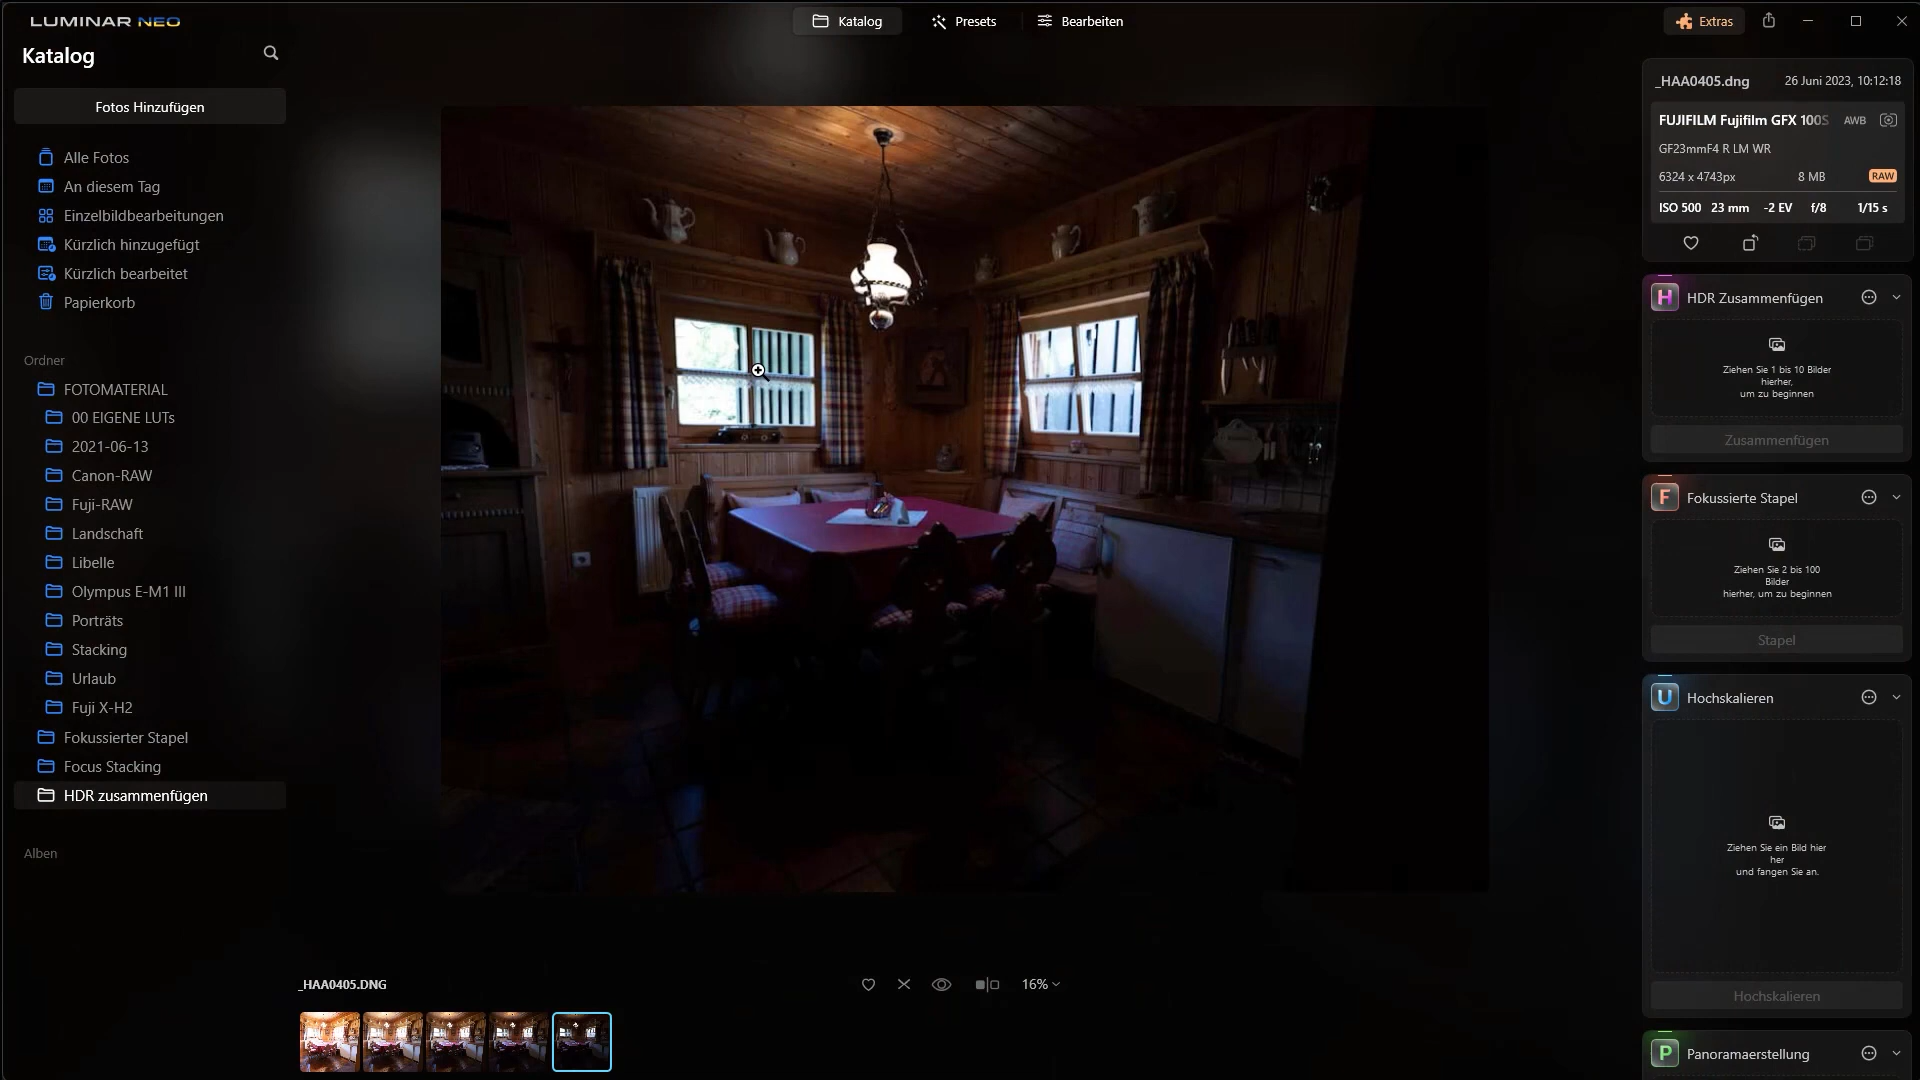 LUMINAR NEO
Katalog
Presets
Bearbeiten
Extras
Katalog
Fotos Hinzufügen
Alle Fotos
An diesem Tag
Einzelbildbearbeitungen
Kürzlich hinzugefügt
Kürzlich bearbeitet
Papierkorb
Ordner
FOTOMATERIAL
00 EIGENE LUTs
2021-06-13
Canon-RAW
Fuji-RAW
Landschaft
Libelle
Olympus E-M1 III
Porträts
Stacking
Urlaub
Fuji X-H2
Fokussierter Stapel
Focus Stacking
HDR zusammenfügen
Alben
_HAA0405.DNG
16%
_HAA0405.dng 26 Juni 2023, 10:12:18
FUJIFILM Fujifilm GFX 100S AWB
GF23mmF4 R LM WR
6324 x 4743px 8 MB RAW
ISO 500 23 mm -2 EV f/8 1/15 s
H HDR Zusammenfügen
Ziehen Sie 1 bis 10 Bilder
hierher,
um zu beginnen
Zusammenfügen
F Fokussierte Stapel
Ziehen Sie 2 bis 100
Bilder
hierher, um zu beginnen
Stapel
U Hochskalieren
Ziehen Sie ein Bild hier
her
und fangen Sie an.
Hochskalieren
P Panoramaerstellung